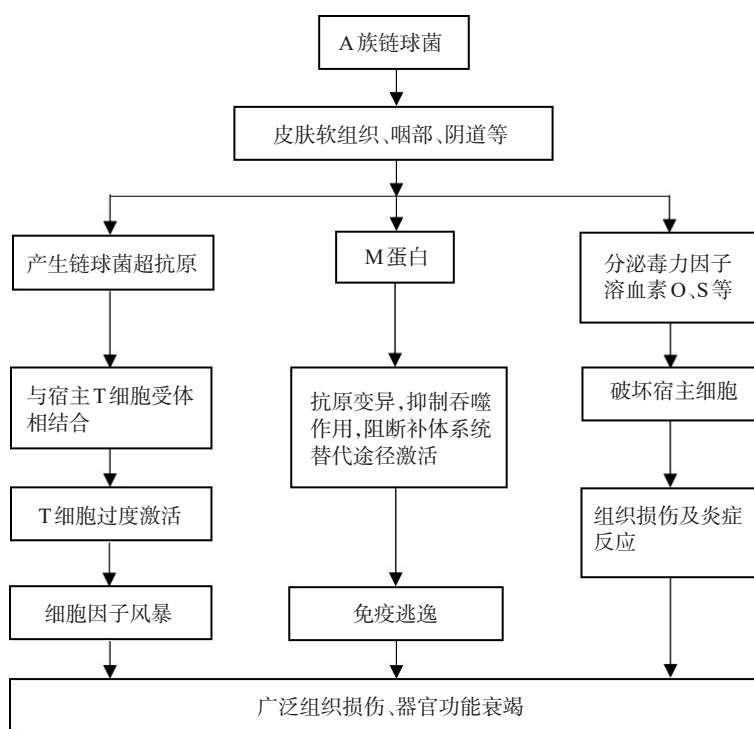 A族链球菌
皮肤软组织、咽部、阴道等
产生链球菌超抗原
M蛋白
分泌毒力因子
溶血素O、S等
与宿主T细胞受体
相结合
抗原变异，抑制吞噬
作用，阻断补体系统
替代途径激活
破坏宿主细胞
T细胞过度激活
组织损伤及炎症
反应
细胞因子风暴
免疫逃逸
广泛组织损伤、器官功能衰竭